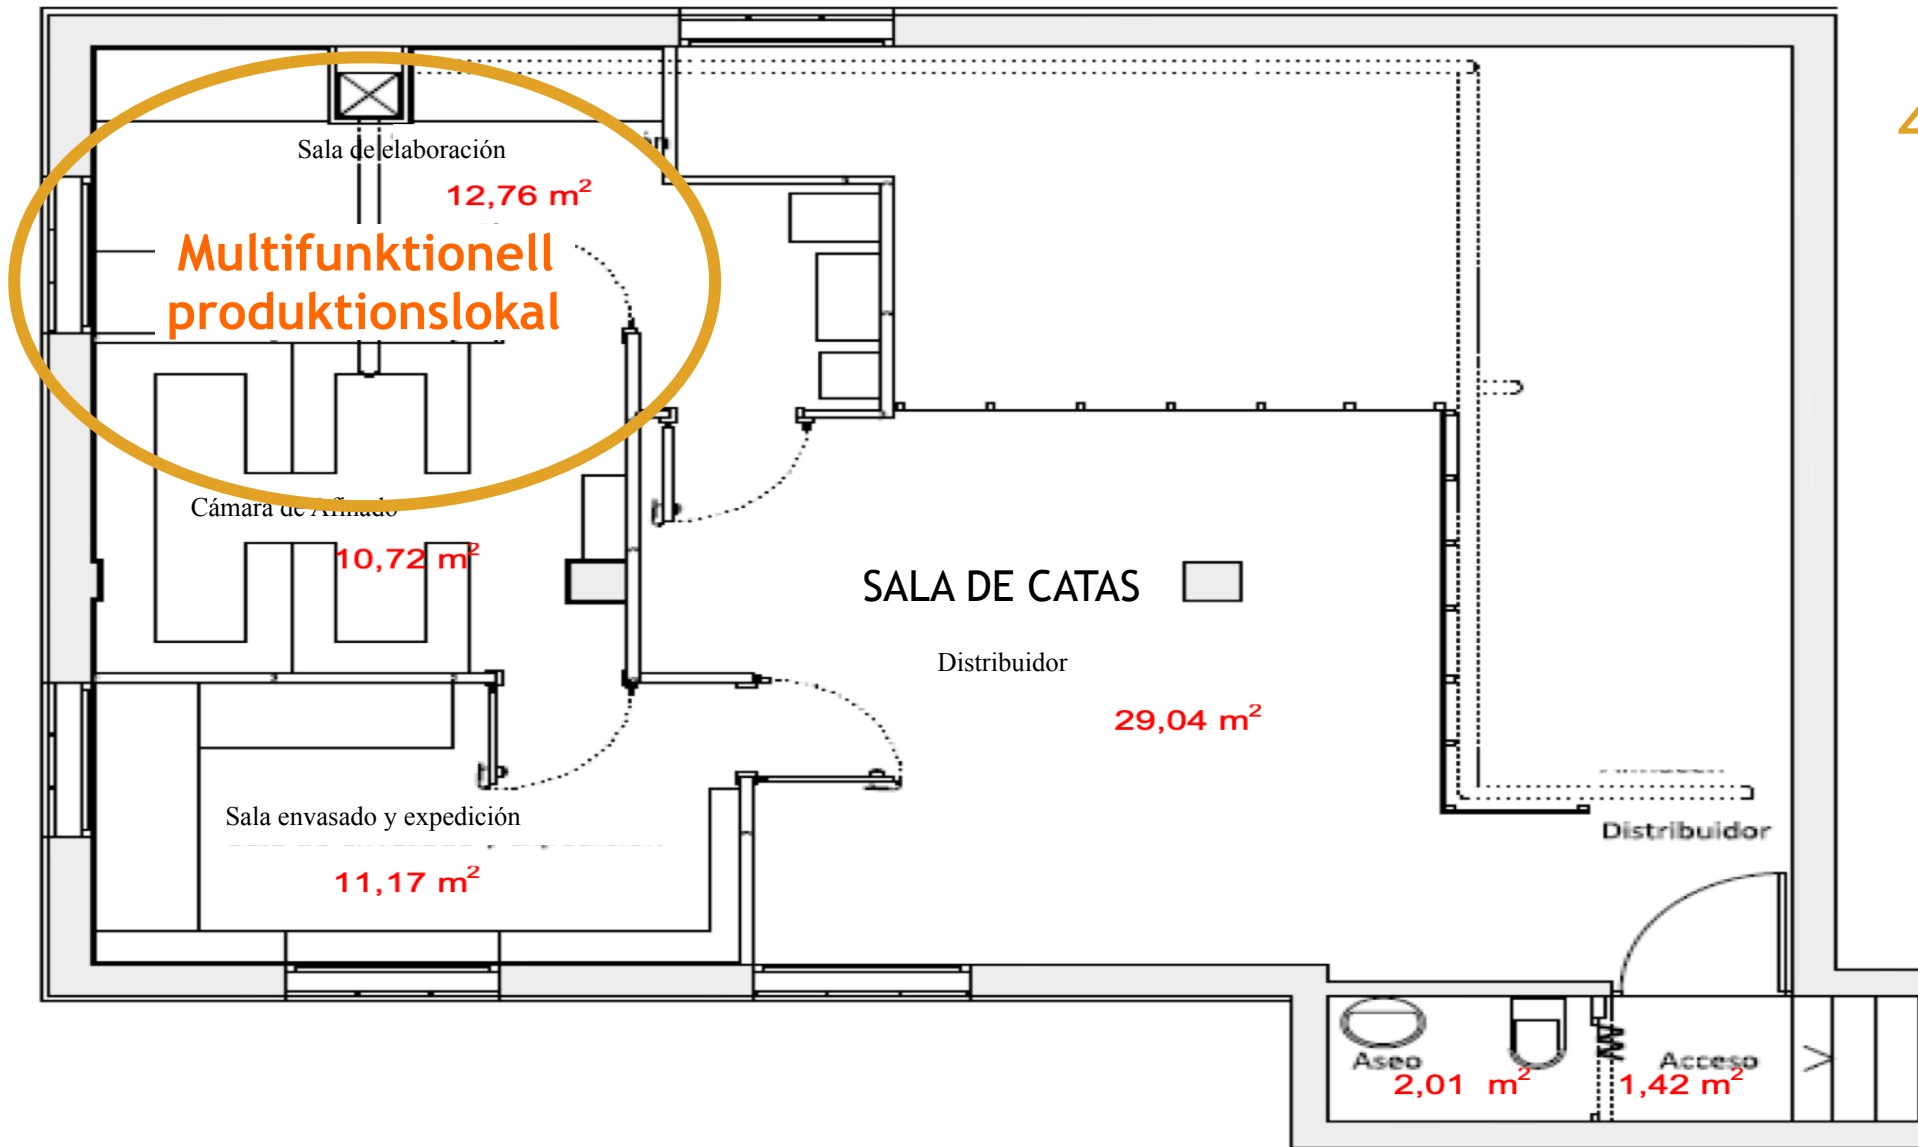 Sala de elaboración
12,76 m²
Multifunktionell
produktionslokal
Cámara de Afinado
10,72 m²
SALA DE CATAS
Distribuidor
29,04 m²
Distribuidor
Sala envasado y expedición
11,17 m²
Aseo
2,01 m²
Acceso
1,42 m²